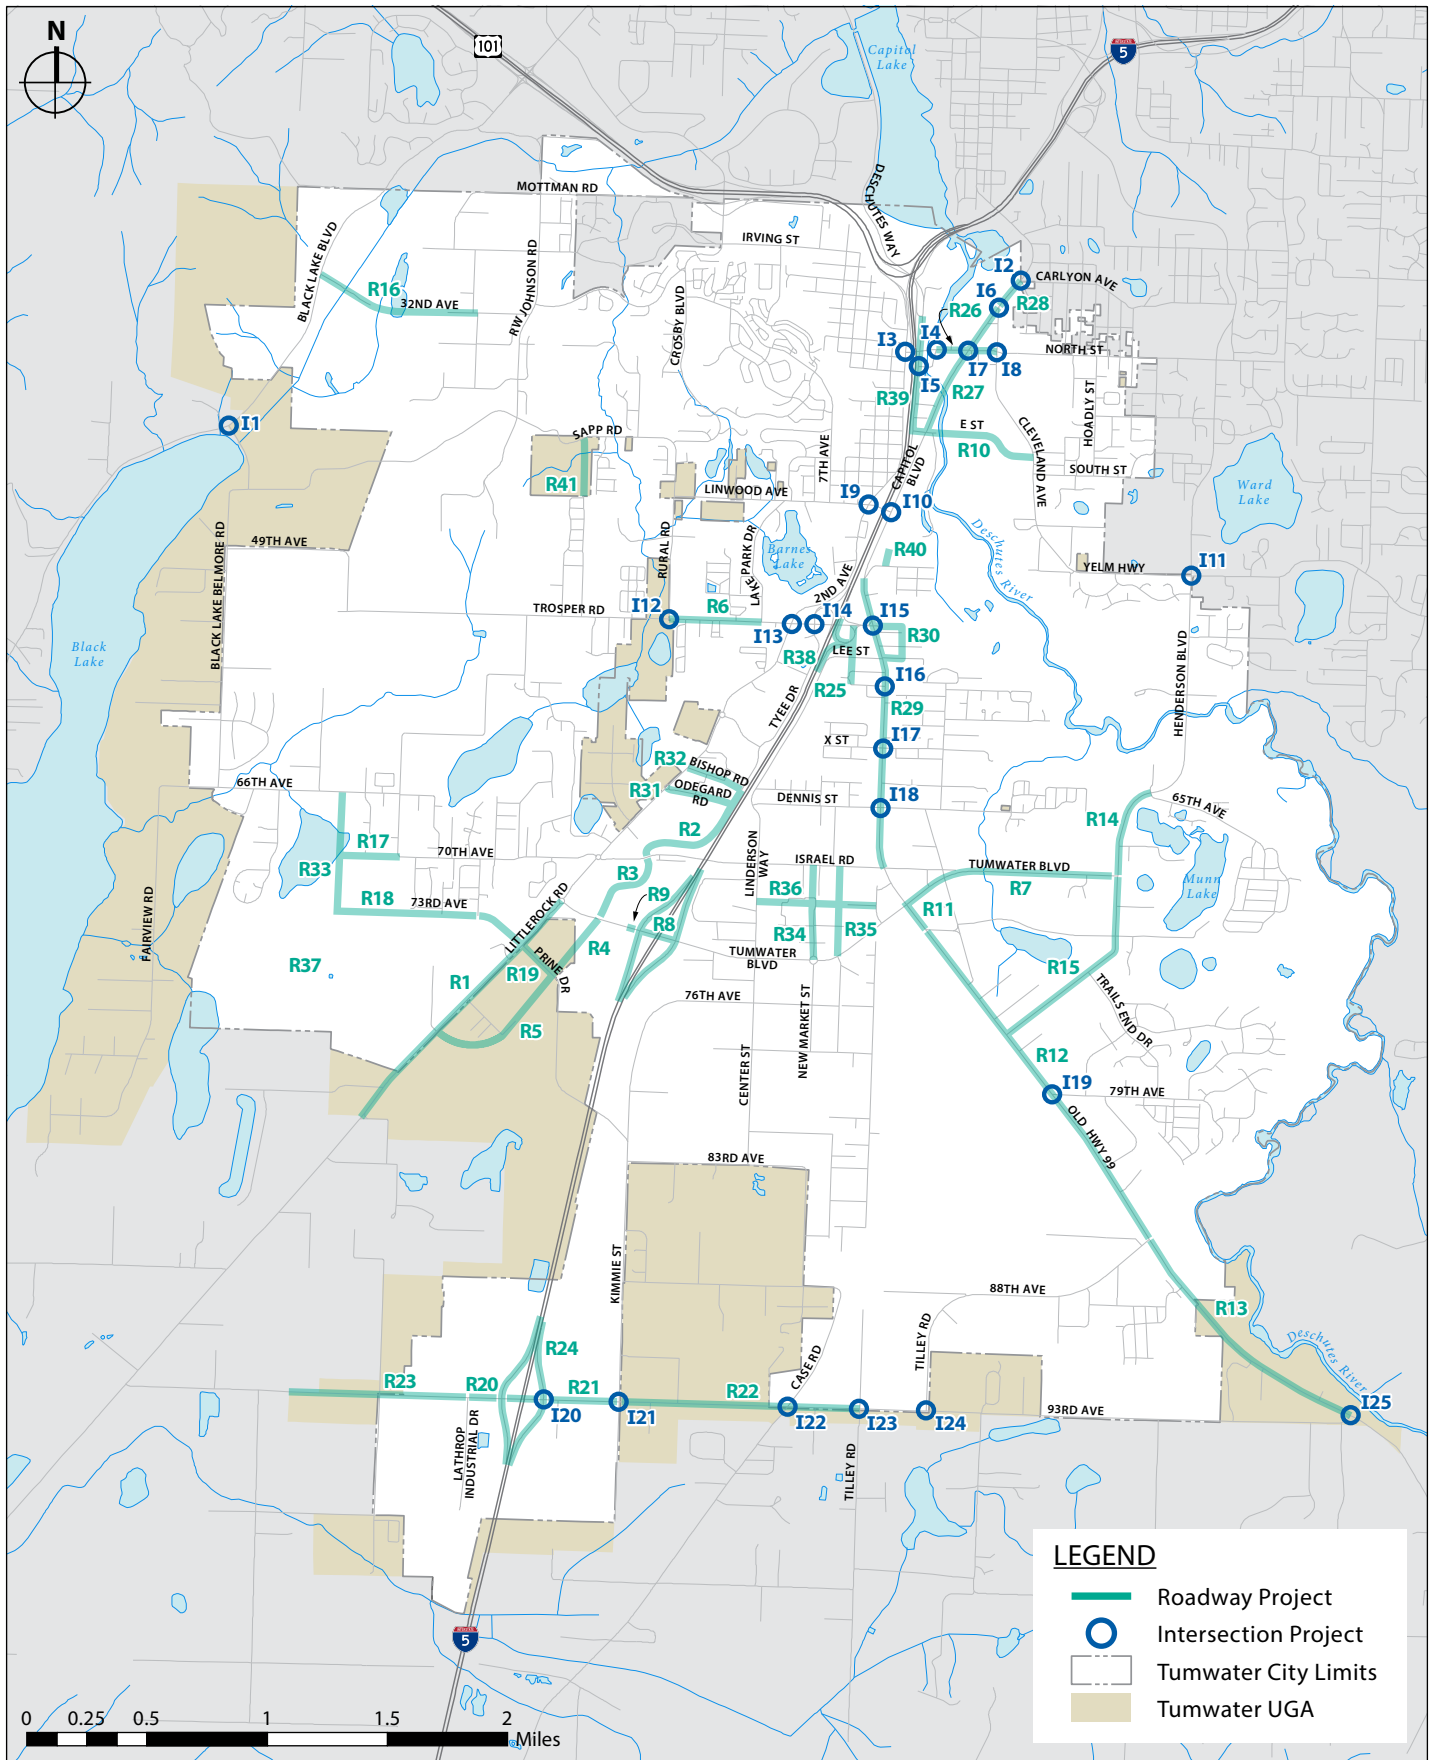 N
101
Capitol
Lake
5
DESCHUTES WAY
MOTTMAN RD
IRVING ST
BLACK LAKE BLVD
RW JOHNSON RD
CROSBY BLVD
I2
CARLYON AVE
R16
32ND AVE
I6
R28
R26
I3
I4
NORTH ST
I7
I8
I5
R39
R27
HOADLY ST
I1
SAPP RD
7TH AVE
E ST
R10
CLEVELAND AVE
CAPITOL
BLVD
SOUTH ST
R41
LINWOOD AVE
I9
I10
Ward
Lake
BLACK LAKE BELMORE RD
49TH AVE
RURAL RD
LAKE PARK DR
Barnes
Lake
R40
Deschutes
River
YELM HWY
I11
2ND AVE
TROSPER RD
I12
R6
I13
I14
I15
R30
LEE ST
R38
R25
I16
Black
Lake
TYEE DR
R29
HENDERSON BLVD
X ST
I17
R32
BISHOP RD
66TH AVE
R31
ODEGARD
RD
DENNIS ST
I18
65TH AVE
R14
R2
R17
70TH AVE
LINDERSON
WAY
ISRAEL RD
TUMWATER BLVD
R33
R3
R7
Munn
Lake
R36
R9
R18
73RD AVE
LITTLEROCK RD
R11
FAIRVIEW RD
R8
R34
R35
R4
TUMWATER
BLVD
R37
R19
PRINE DR
R1
R15
TRAILS END DR
76TH AVE
NEW MARKET ST
R5
CENTER ST
R12
I19
79TH AVE
OLD HWY 99
83RD AVE
KIMMIE ST
88TH AVE
R13
Deschutes
River
TILLEY RD
R24
CASE RD
R23
R20
R21
R22
I20
I21
I22
I23
I24
93RD AVE
I25
LATHROP
INDUSTRIAL DR
TILLEY RD
LEGEND
Roadway Project
Intersection Project
Tumwater City Limits
Tumwater UGA
5
0 0.25 0.5 1 1.5 2
Miles